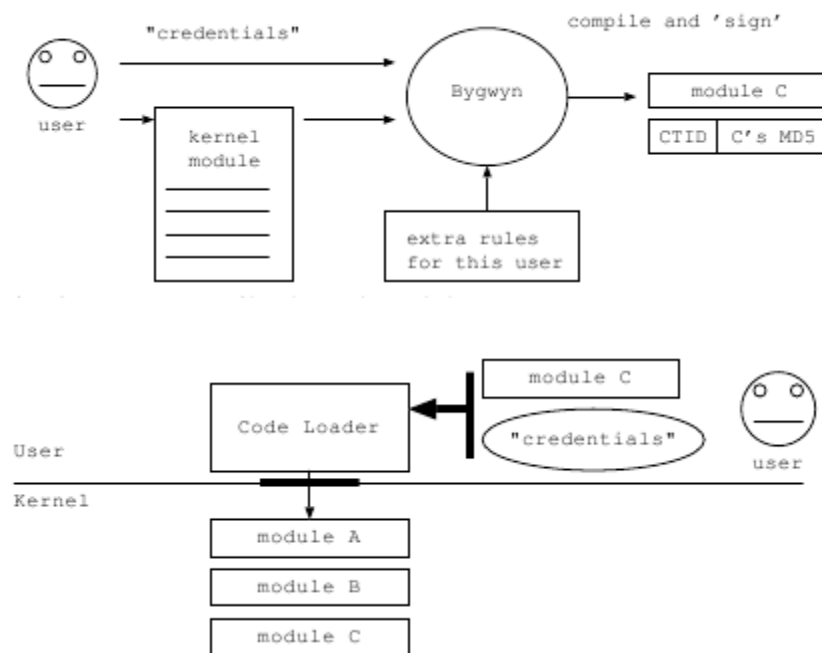 "credentials"
compile and 'sign'
user
kernel
module
Bygwyn
module C
CTID
C's MD5
extra rules
for this user
Code Loader
module C
"credentials"
user
User
Kernel
module A
module B
module C